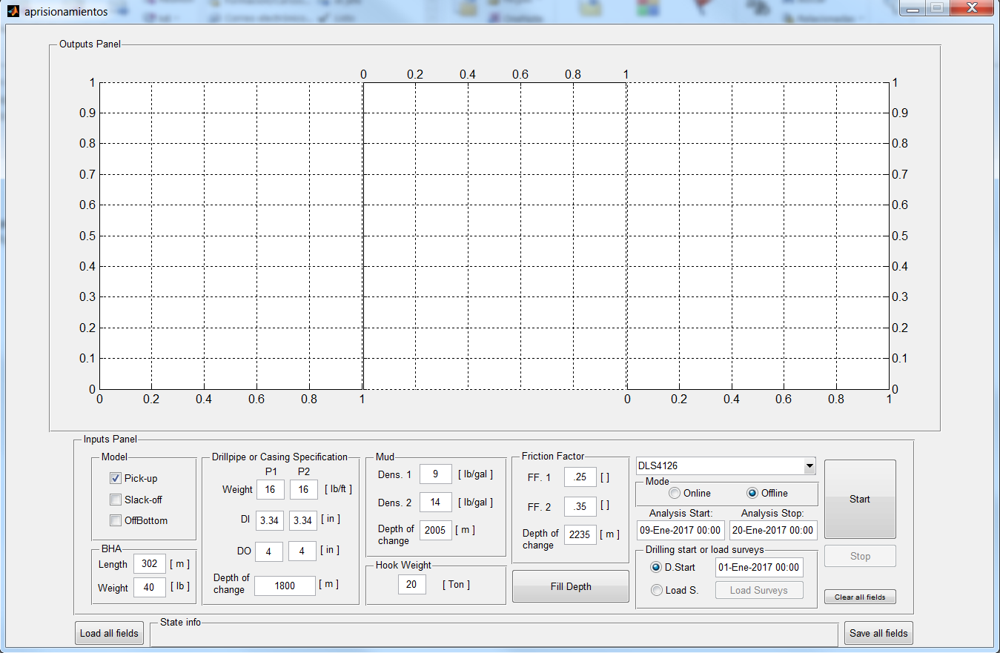 aprisionamientos
Outputs Panel
0 0.2 0.4 0.6 0.8 1
1 1
0.9 0.9
0.8 0.8
0.7 0.7
0.6 0.6
0.5 0.5
0.4 0.4
0.3 0.3
0.2 0.2
0.1 0.1
0 0
0 0.2 0.4 0.6 0.8 1 0 0.2 0.4 0.6 0.8 1
Inputs Panel
Model
Pick-up
Slack-off
OffBottom
BHA
Length 302 [ m ]
Weight 40 [ lb ]
Drillpipe or Casing Specification
P1 P2
Weight 16 16 [ lb/ft ]
DI 3.34 3.34 [ in ]
DO 4 4 [ in ]
Depth of
change 1800 [ m ]
Mud
Dens. 1 9 [ lb/gal ]
Dens. 2 14 [ lb/gal ]
Depth of
change 2005 [ m ]
Hook Weight
20 [ Ton ]
Friction Factor
FF. 1 .25 [ ]
FF. 2 .35 [ ]
Depth of
change 2235 [ m ]
Fill Depth
DLS4126
Mode
Online Offline
Analysis Start: Analysis Stop:
09-Ene-2017 00:00 20-Ene-2017 00:00
Drilling start or load surveys
D.Start 01-Ene-2017 00:00
Load S. Load Surveys
Start
Stop
Clear all fields
Load all fields
State info
Save all fields